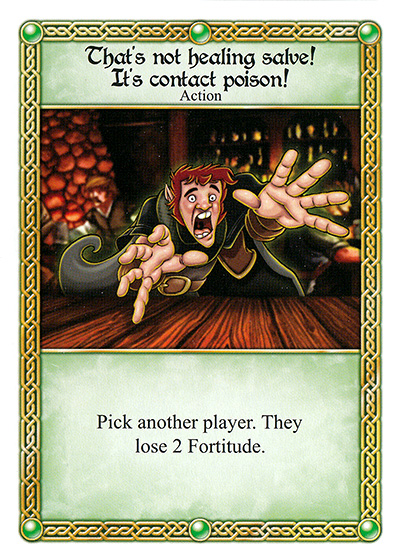 That's not healing salve!
It's contact poison!
Action
Pick another player. They
lose 2 Fortitude.